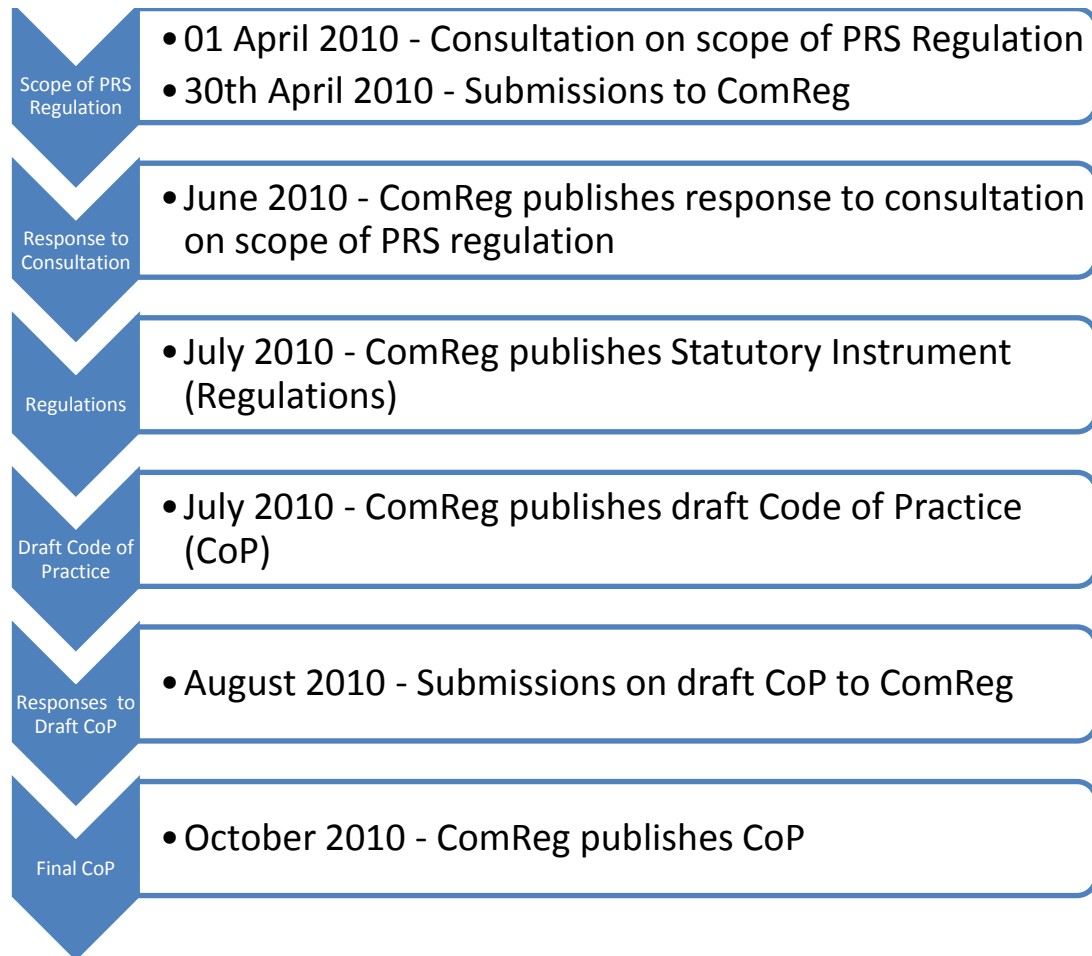 Scope of PRS
Regulation
•01 April 2010 - Consultation on scope of PRS Regulation
•30th April 2010 - Submissions to ComReg
Response to
Consultation
•June 2010 - ComReg publishes response to consultation
on scope of PRS regulation
Regulations
•July 2010 - ComReg publishes Statutory Instrument
(Regulations)
Draft Code of
Practice
•July 2010 - ComReg publishes draft Code of Practice
(CoP)
Responses to
Draft CoP
•August 2010 - Submissions on draft CoP to ComReg
Final CoP
•October 2010 - ComReg publishes CoP